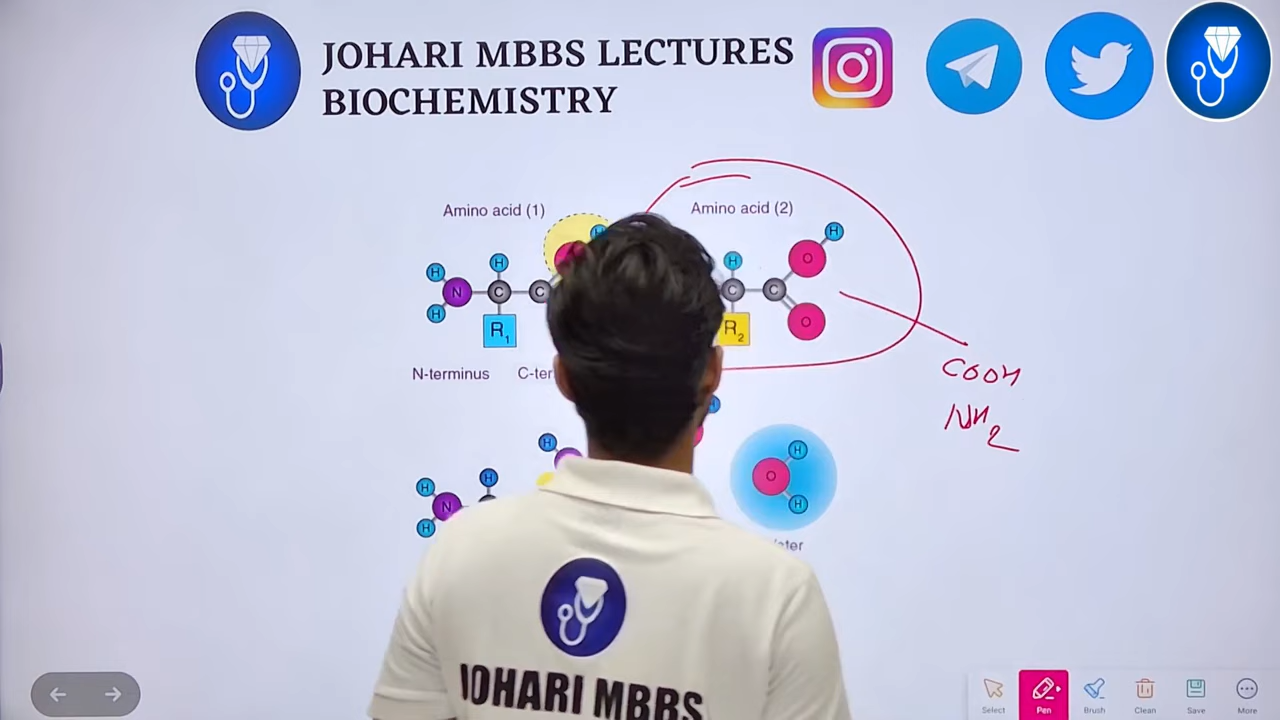 JOHARI MBBS LECTURES
BIOCHEMISTRY
Amino acid (1)
Amino acid (2)
H
H
H
H
H
N
C
C
C
C
O
O
H
R1
R2
N-terminus
COOH
NH2
H
H
H
H
N
H
O
H
H
JOHARI MBBS
Select
Pen
Brush
Clean
Save
More